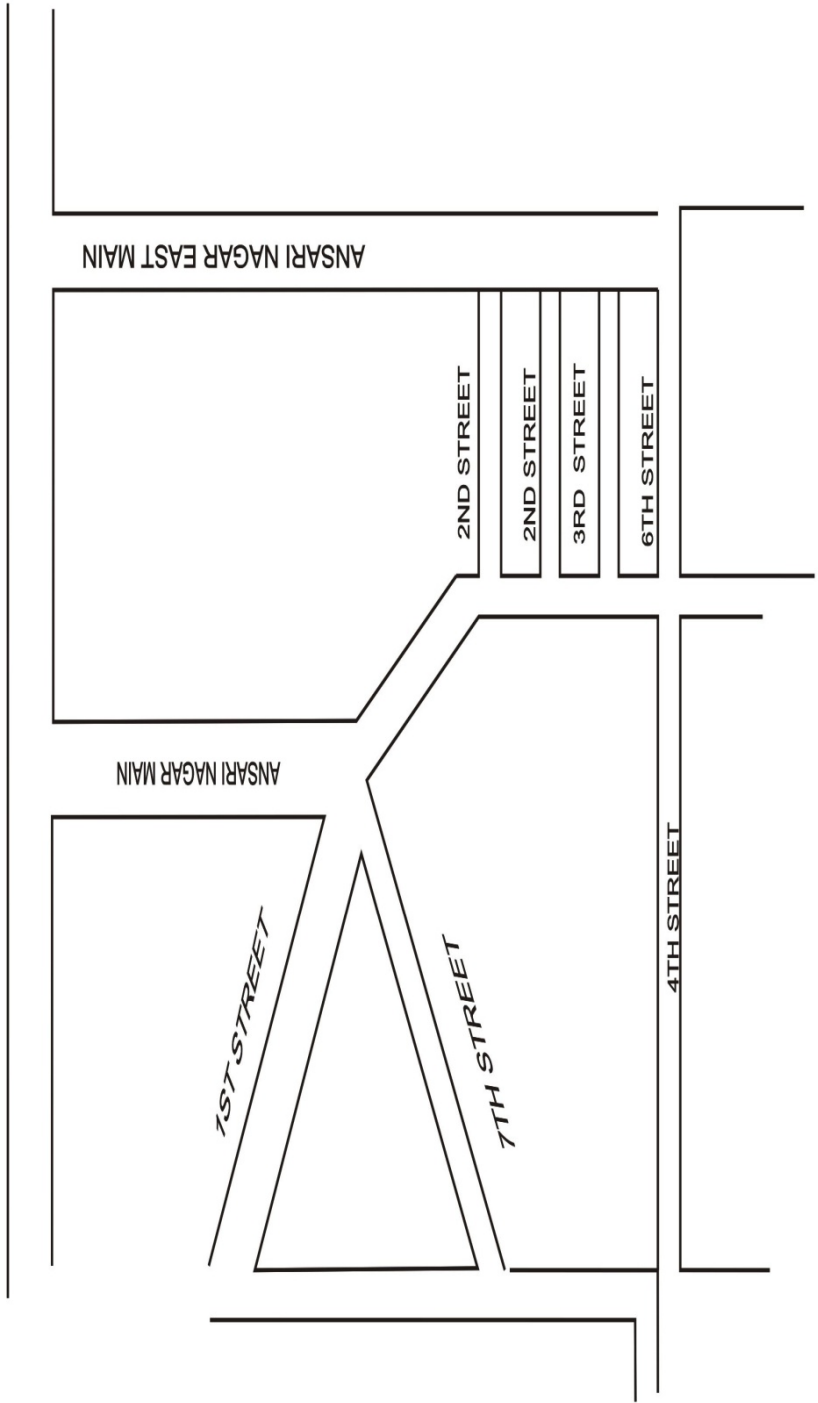 ANSARI NAGAR EAST MAIN
2ND STREET
2ND STREET
3RD STREET
6TH STREET
ANSARI NAGAR MAIN
1ST STREET
7TH STREET
4TH STREET